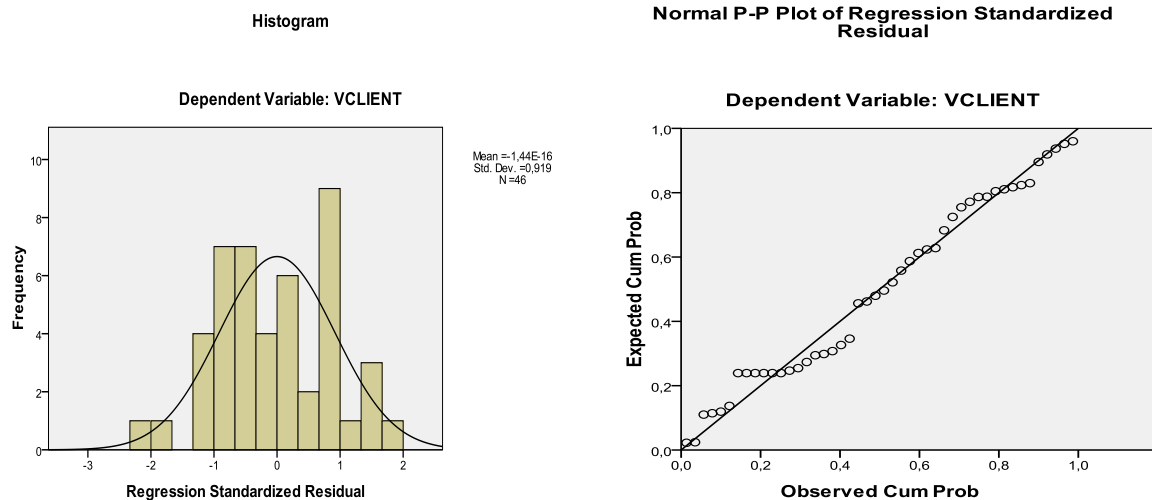 Histogram
Dependent Variable: VCLIENT
Mean =-1,44E-16
Std. Dev. =0,919
N =46
Frequency
10
8
6
4
2
0
-3 -2 -1 0 1 2
Regression Standardized Residual
Normal P-P Plot of Regression Standardized
Residual
Dependent Variable: VCLIENT
Expected Cum Prob
1,0
0,8
0,6
0,4
0,2
0,0
0,0 0,2 0,4 0,6 0,8 1,0
Observed Cum Prob